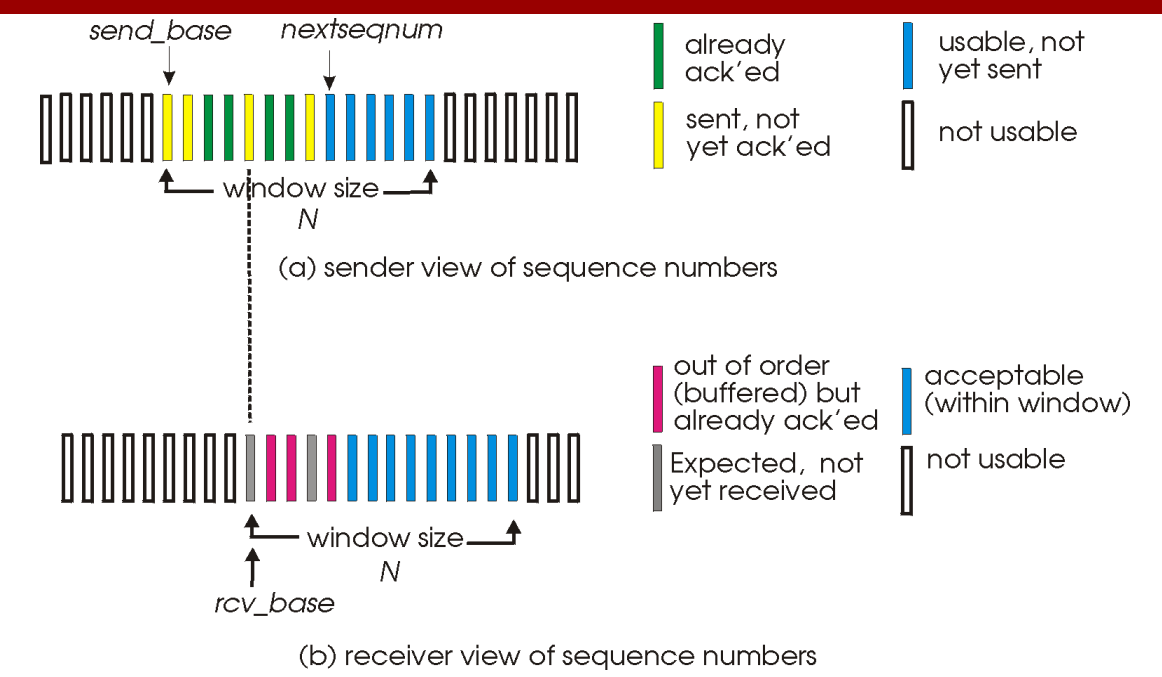 send_base nextseqnum
already
ack'ed
usable, not
yet sent
sent, not
yet ack'ed
not usable
window size
N
(a) sender view of sequence numbers
out of order
(buffered) but
already ack'ed
acceptable
(within window)
Expected, not
yet received
not usable
window size
N
rcv_base
(b) receiver view of sequence numbers